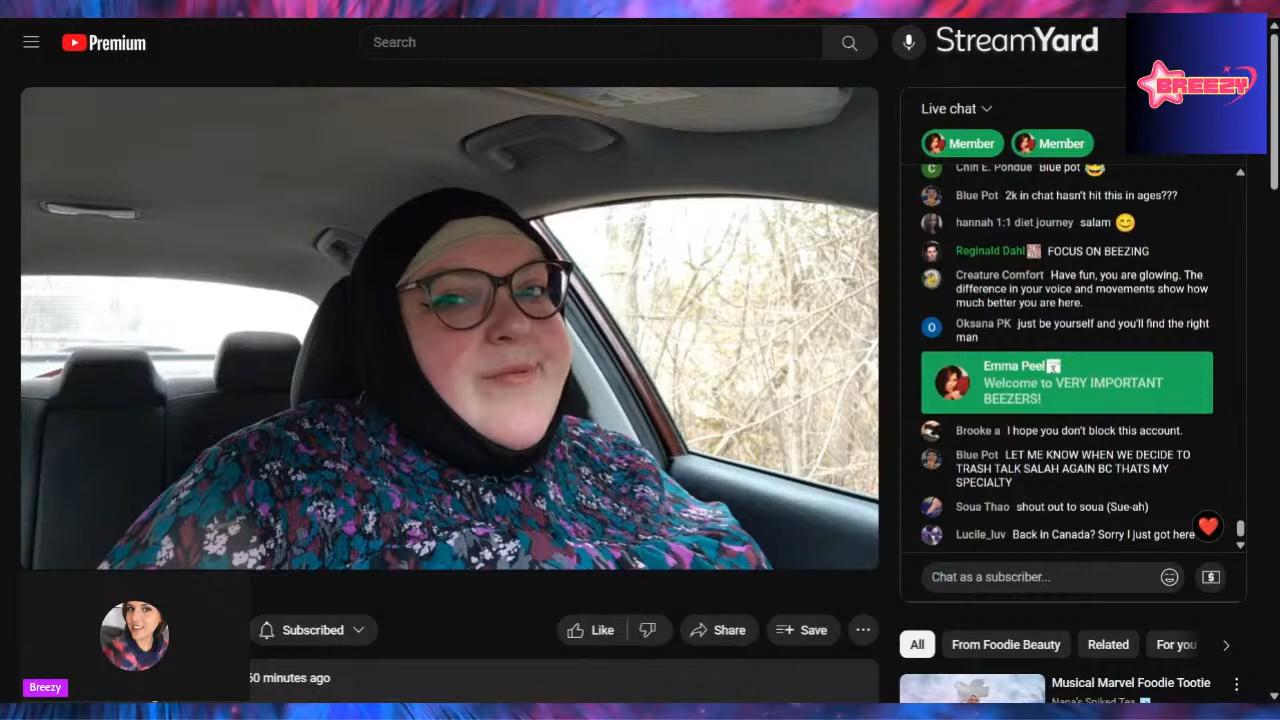 Premium
Search
StreamYard
BREEZY
Live chat
Member
Member
Chin E. Pondue Blue pot
Blue Pot 2k in chat hasn't hit this in ages???
hannah 1:1 diet journey salam
Reginald Dahl FOCUS ON BEEZING
Creature Comfort Have fun, you are glowing. The
difference in your voice and movements show how
much better you are here.
Oksana PK just be yourself and you'll find the right
man
Emma Peel
Welcome to VERY IMPORTANT
BEEZERS!
Brooke a I hope you don't block this account.
Blue Pot LET ME KNOW WHEN WE DECIDE TO
TRASH TALK SALAH AGAIN BC THATS MY
SPECIALTY
Soua Thao shout out to soua (Sue-ah)
Lucile_luv Back in Canada? Sorry I just got here
Chat as a subscriber...
Subscribed
Like
Share
Save
All
From Foodie Beauty
Related
For you
50 minutes ago
Breezy
Musical Marvel Foodie Tootie
Nana's Spiked Tea